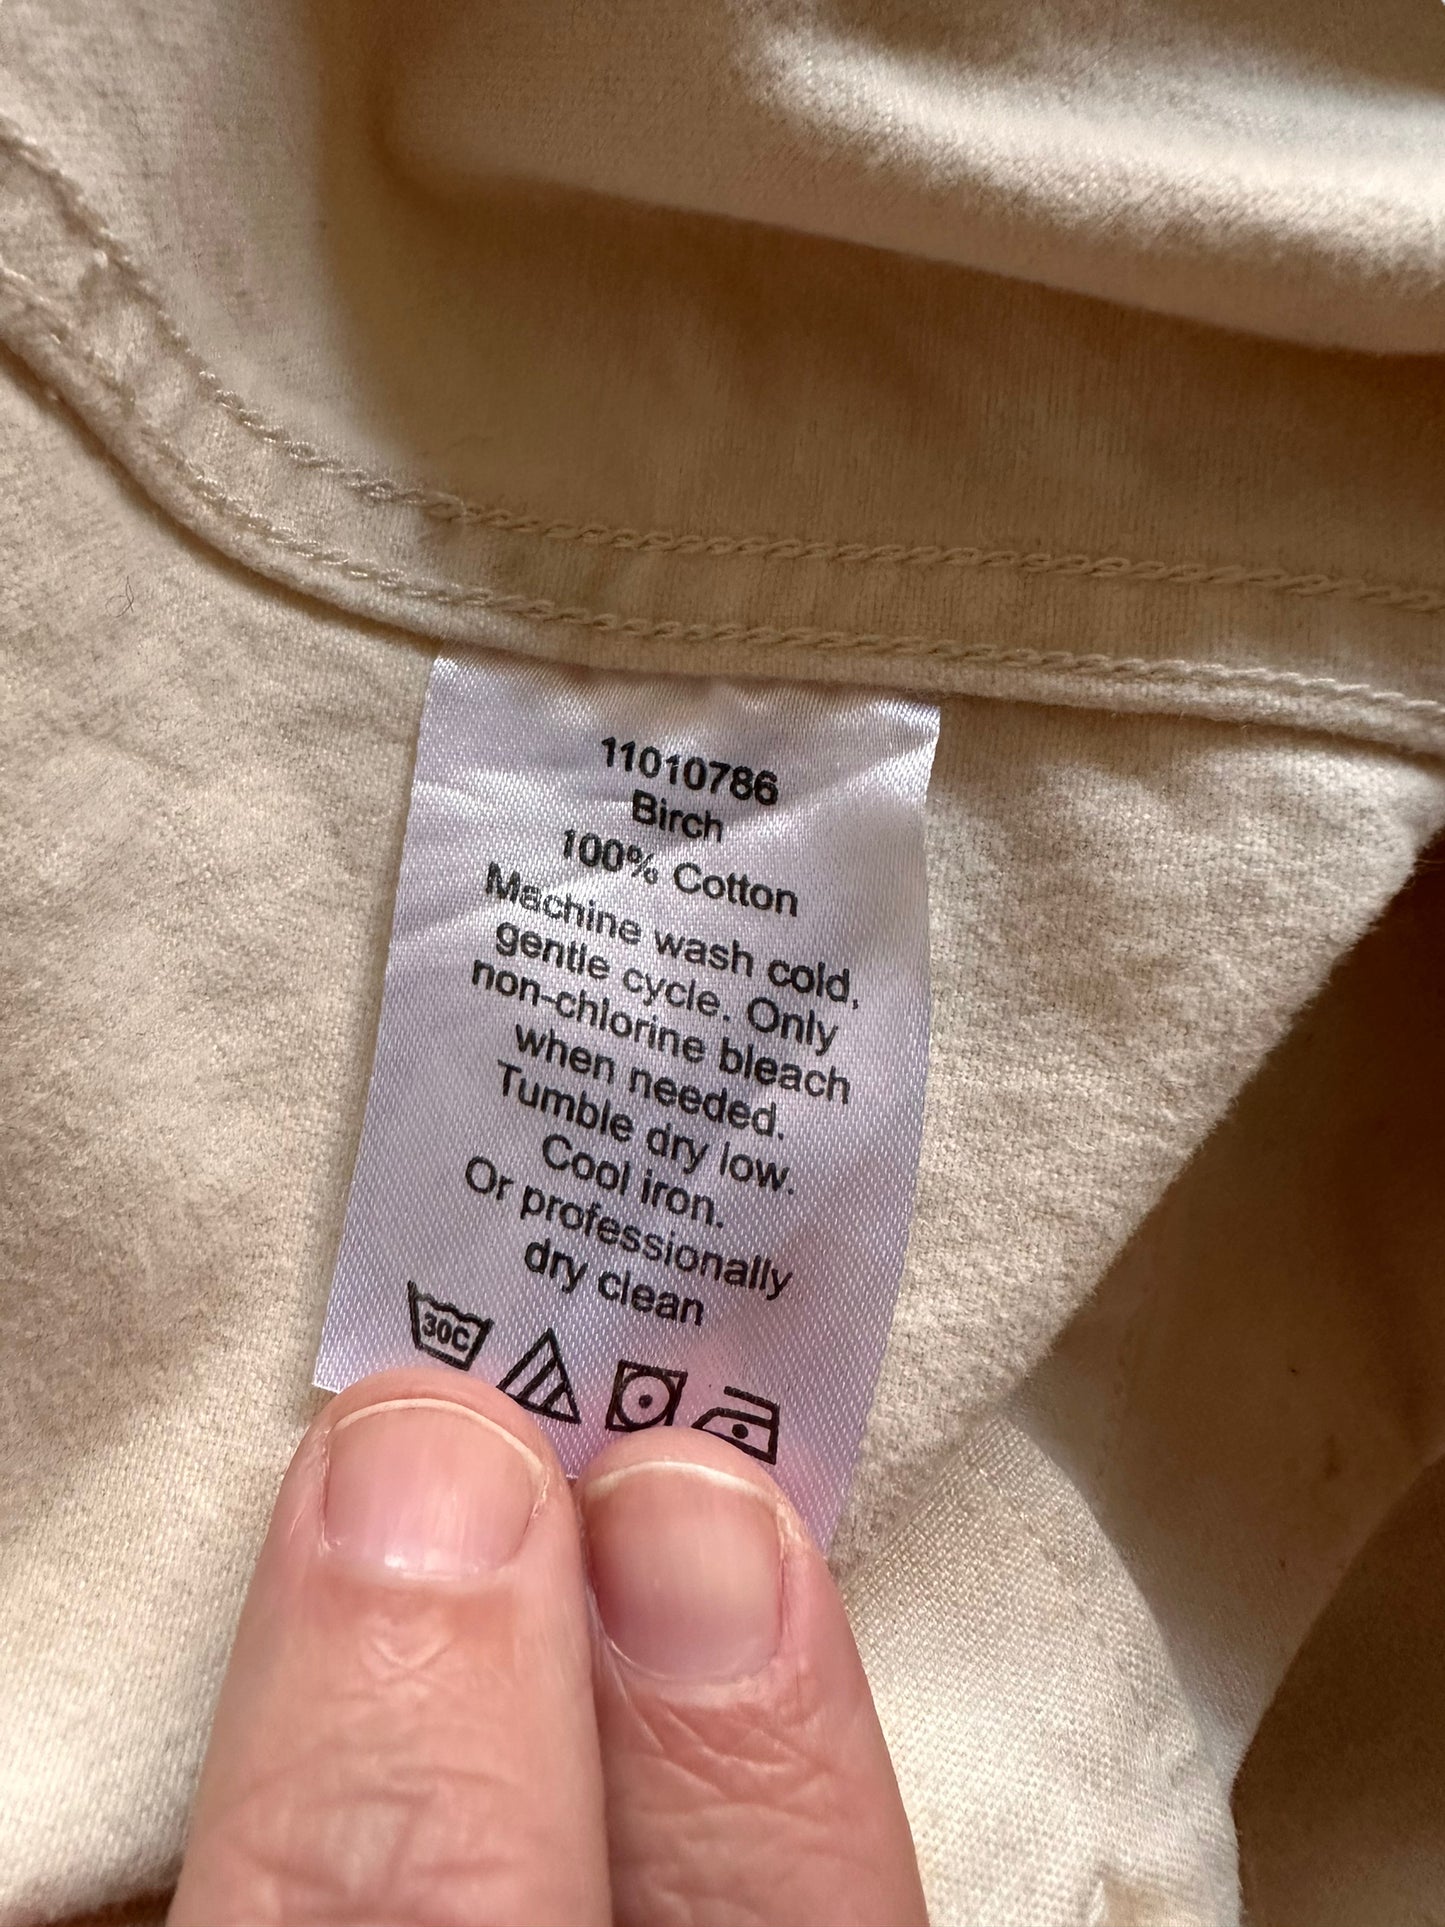 11010786
Birch
100% Cotton
Machine wash cold,
gentle cycle. Only
non-chlorine bleach
when needed.
Tumble dry low.
Cool iron.
Or professionally
dry clean
30C